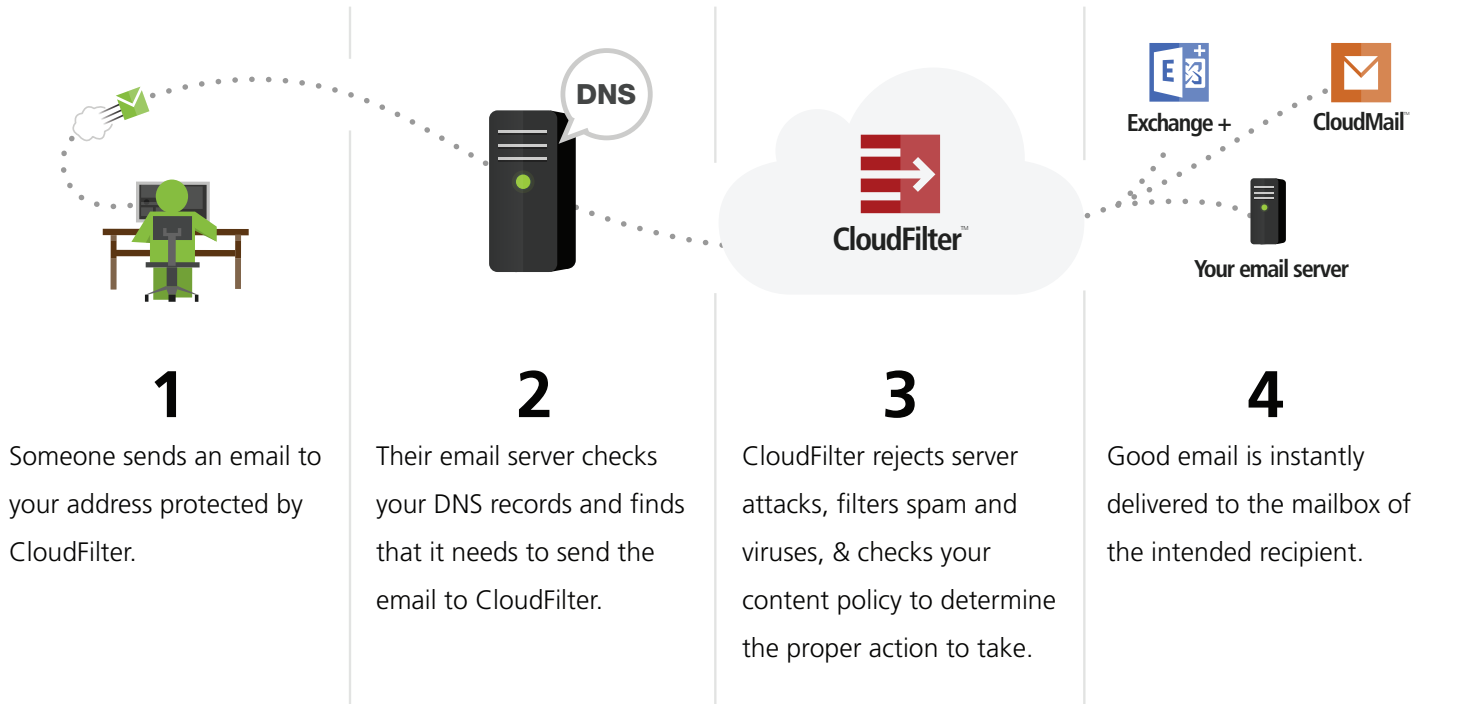 DNS
E
Exchange +
CloudMail™
CloudFilter™
Your email server
1
Someone sends an email to
your address protected by
CloudFilter.
2
Their email server checks
your DNS records and finds
that it needs to send the
email to CloudFilter.
3
CloudFilter rejects server
attacks, filters spam and
viruses, & checks your
content policy to determine
the proper action to take.
4
Good email is instantly
delivered to the mailbox of
the intended recipient.